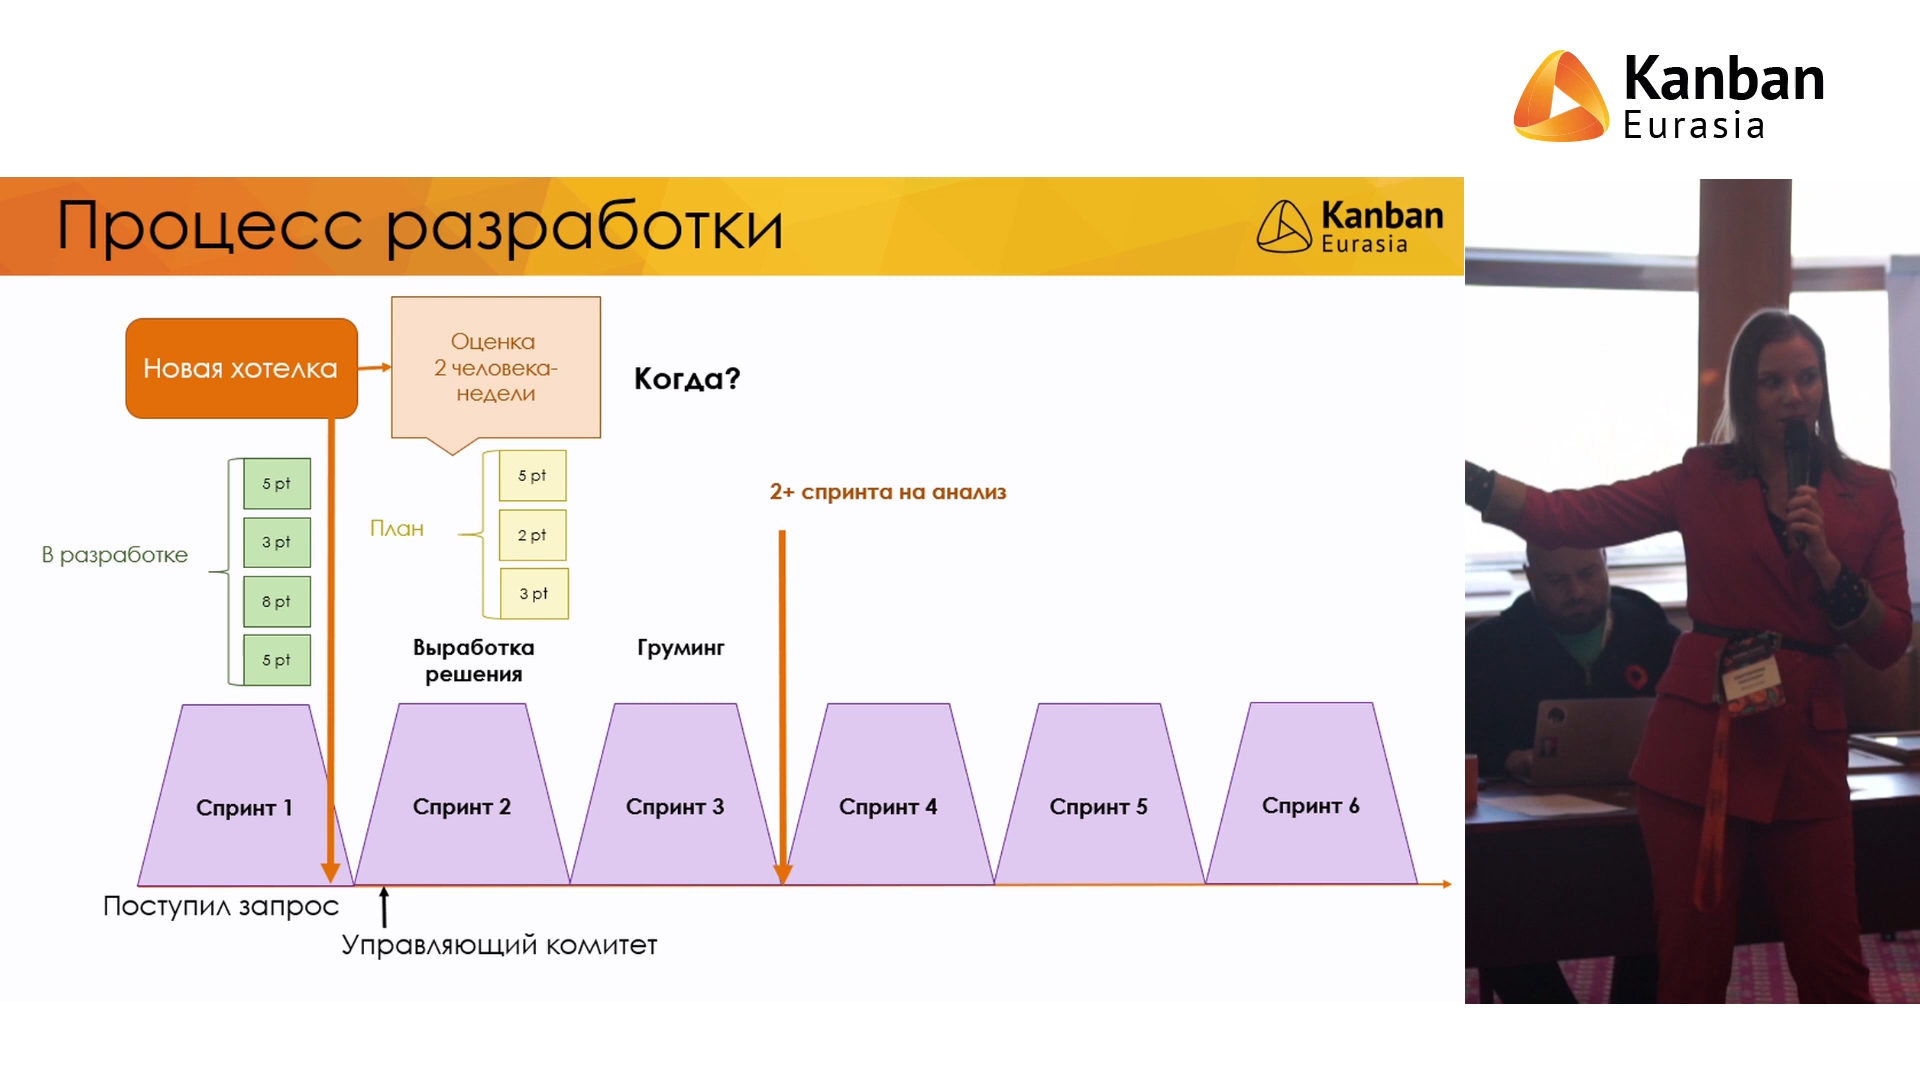 Kanban
Eurasia
Процесс разработки
Kanban
Eurasia
Новая хотелка
Оценка
2 человека-
недели
Когда?
5 pt
3 pt
8 pt
5 pt
В разработке
План
5 pt
2 pt
3 pt
2+ спринта на анализ
Выработка
решения
Груминг
Спринт 1
Спринт 2
Спринт 3
Спринт 4
Спринт 5
Спринт 6
Поступил запрос
Управляющий комитет